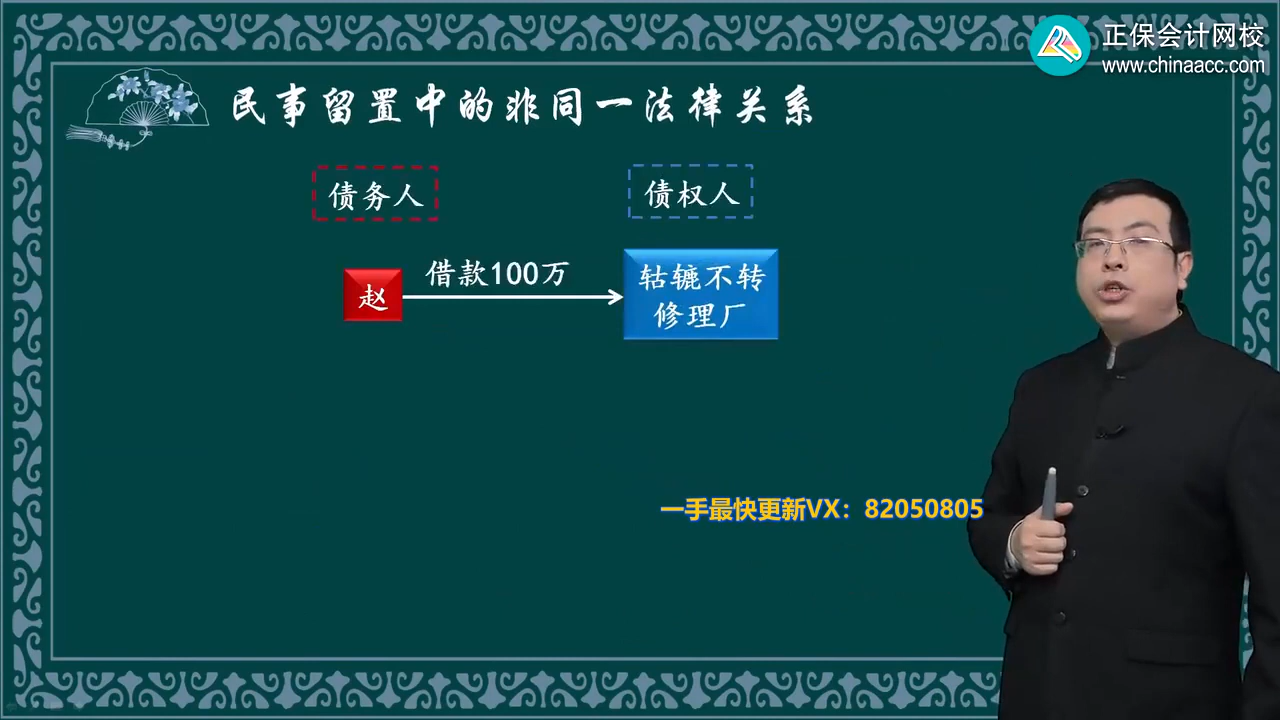 正保会计网校
www.chinaacc.com
民事留置中的非同一法律关系
债务人
债权人
赵
借款100万
轱辘不转
修理厂
一手最快更新VX：82050805